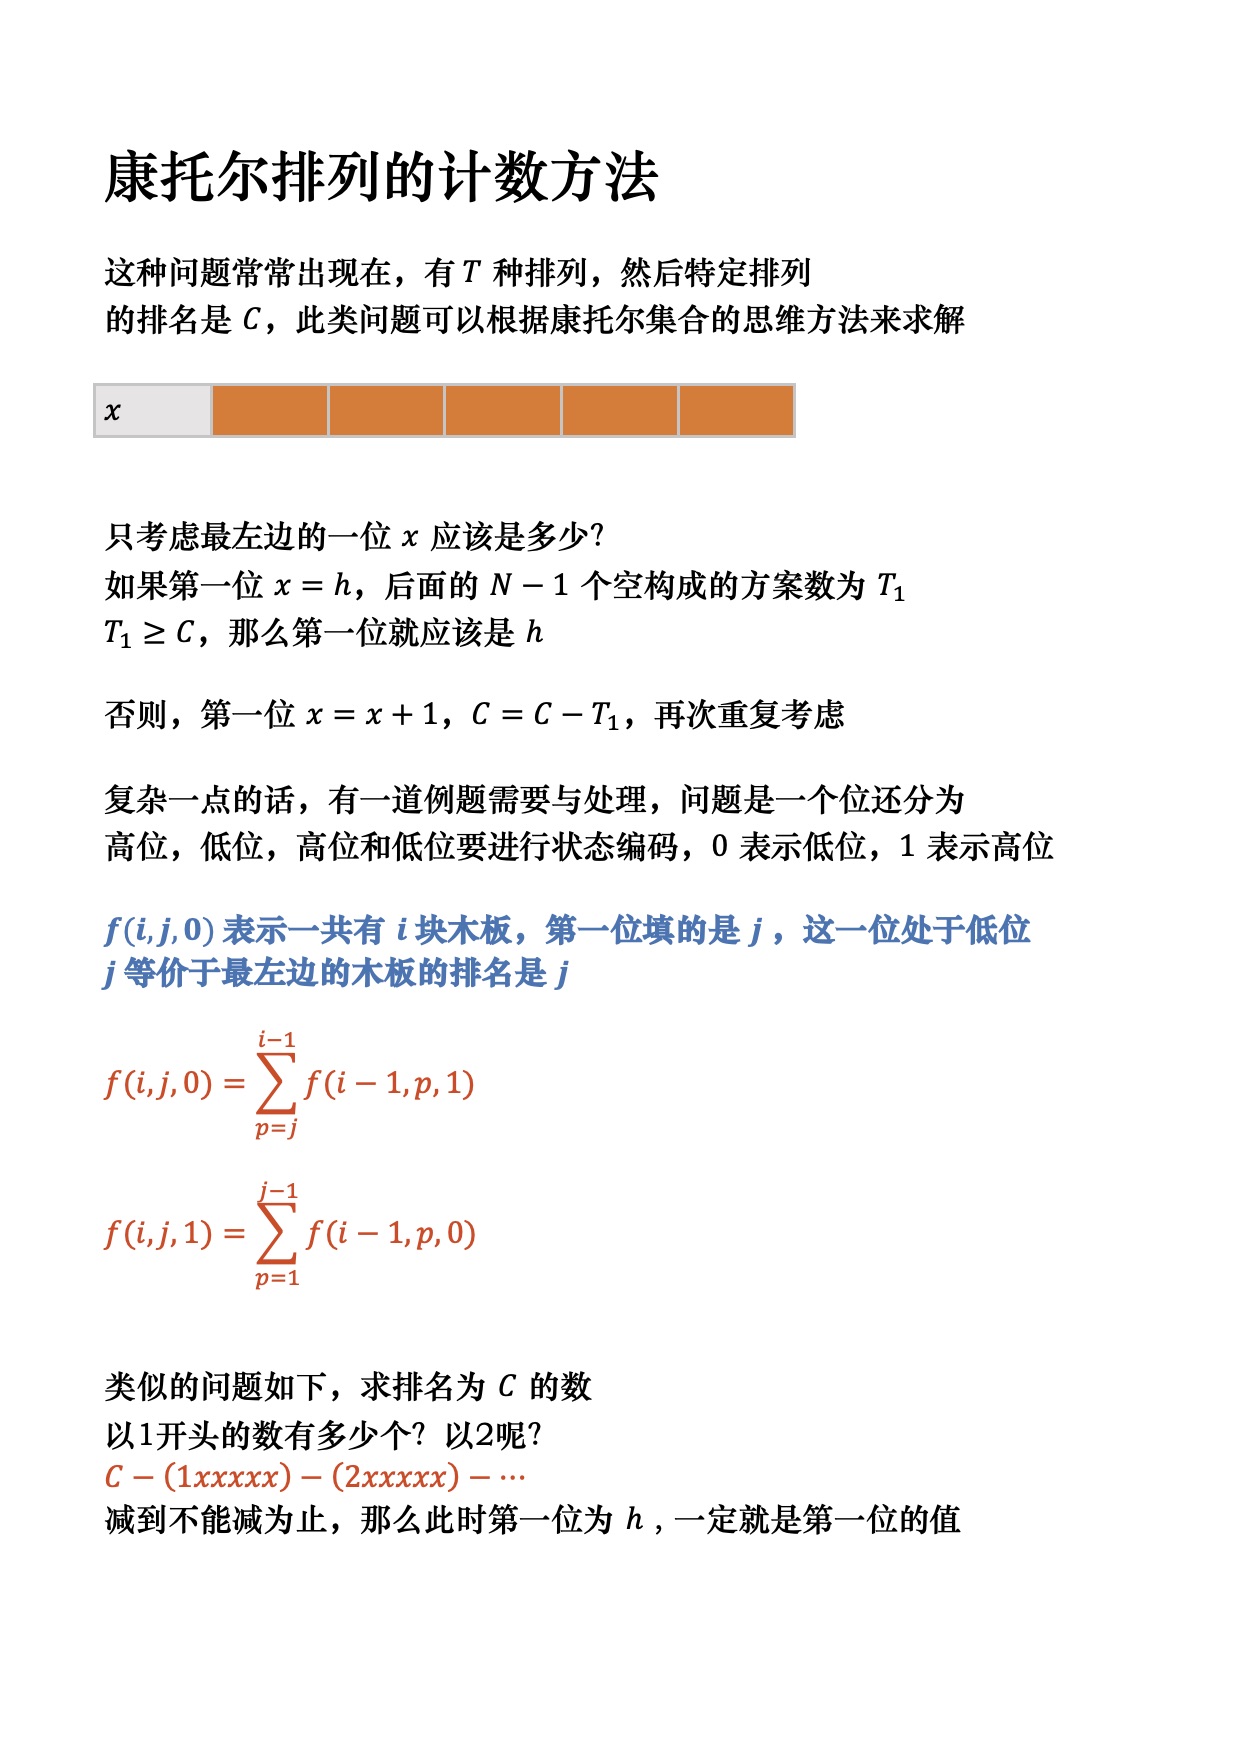 康托尔排列的计数方法
这种问题常常出现在，有 T 种排列，然后特定排列
的排名是 C，此类问题可以根据康托尔集合的思维方法来求解
x
只考虑最左边的一位 x 应该是多少？
如果第一位 x = h，后面的 N − 1 个空构成的方案数为 T₁
T₁ ≥ C，那么第一位就应该是 h
否则，第一位 x = x + 1，C = C − T₁，再次重复考虑
复杂一点的话，有一道例题需要与处理，问题是一个位还分为
高位，低位，高位和低位要进行状态编码，0 表示低位，1 表示高位
f(i, j, 0) 表示一共有 i 块木板，第一位填的是 j ，这一位处于低位
j 等价于最左边的木板的排名是 j
f(i, j, 0) = ∑_{p=j}^{i−1} f(i − 1, p, 1)
f(i, j, 1) = ∑_{p=1}^{j−1} f(i − 1, p, 0)
类似的问题如下，求排名为 C 的数
以1开头的数有多少个？以2呢？
C − (1xxxxx) − (2xxxxx) − ⋯
减到不能减为止，那么此时第一位为 h , 一定就是第一位的值